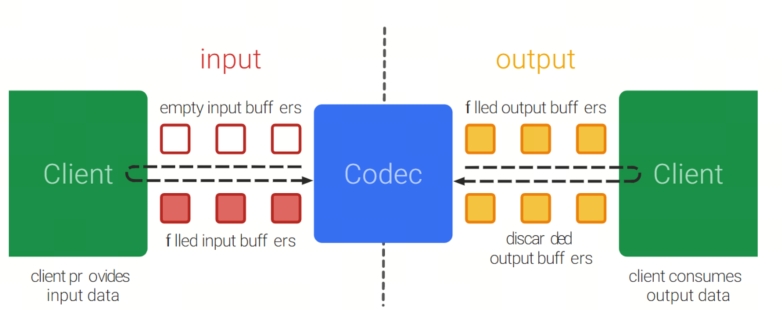 input
output
empty input buff ers
f lled output buff ers
Client
Codec
Client
f lled input buff ers
discar ded
output buff ers
client pr ovides
input data
client consumes
output data